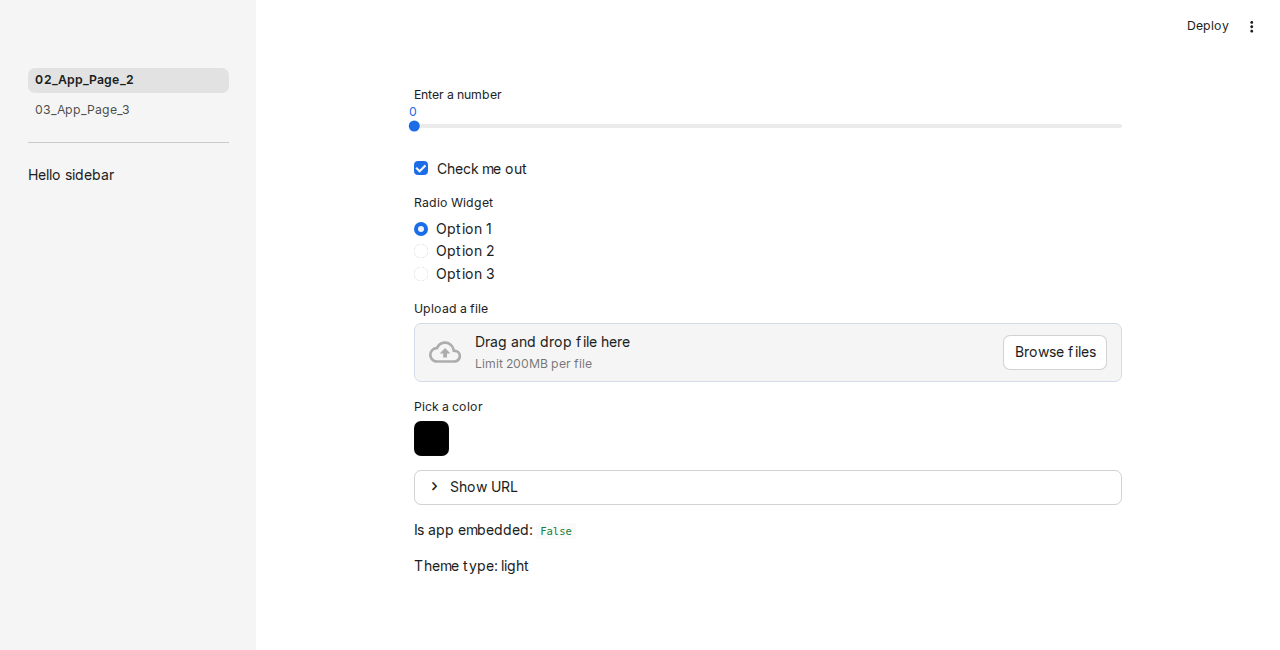 Deploy
02_App_Page_2
03_App_Page_3
Hello sidebar
Enter a number
0
Check me out
Radio Widget
Option 1
Option 2
Option 3
Upload a file
Drag and drop file here
Limit 200MB per file
Browse files
Pick a color
Show URL
Is app embedded: False
Theme type: light